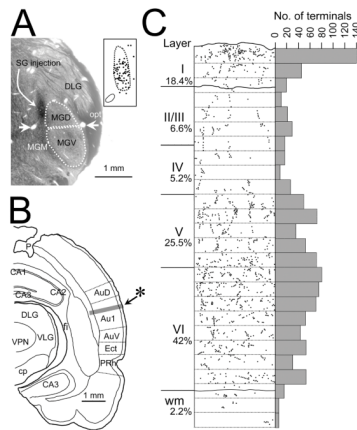 A
SG injection
DLG
MGD
opt
MGM
MGV
1 mm
B
CA1
CA3
CA2
DLG
fi
VPN
VLG
cp
CA3
AuD
Au1
AuV
Ect
PRh
*
1 mm
C
No. of terminals
Layer
0 20 40 60 80 100 120 140
I
18.4%
II/III
6.6%
IV
5.2%
V
25.5%
VI
42%
wm
2.2%